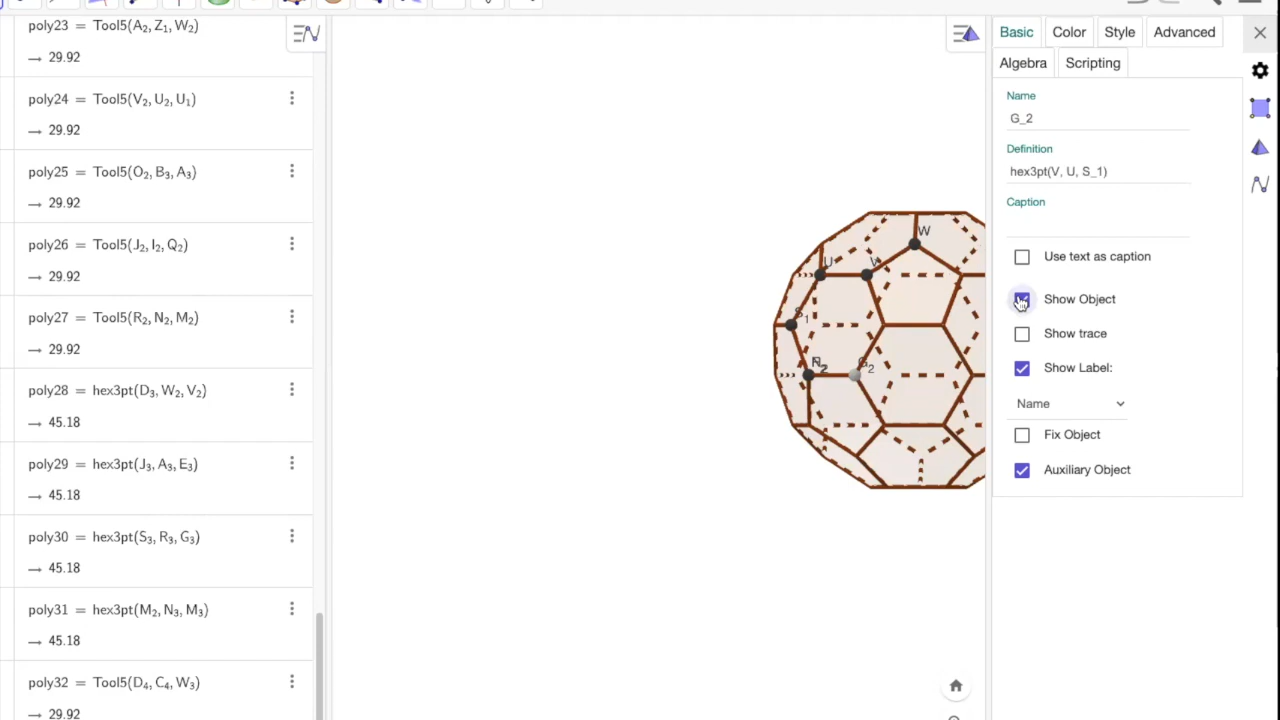 poly23 = Tool5(A₂, Z₁, W₂)
→ 29.92
poly24 = Tool5(V₂, U₂, U₁)
→ 29.92
poly25 = Tool5(O₂, B₃, A₃)
→ 29.92
poly26 = Tool5(J₂, I₂, Q₂)
→ 29.92
poly27 = Tool5(R₂, N₂, M₂)
→ 29.92
poly28 = hex3pt(D₃, W₂, V₂)
→ 45.18
poly29 = hex3pt(J₃, A₃, E₃)
→ 45.18
poly30 = hex3pt(S₃, R₃, G₃)
→ 45.18
poly31 = hex3pt(M₂, N₃, M₃)
→ 45.18
poly32 = Tool5(D₄, C₄, W₃)
→ 29.92
W
U
V
S₁
G₂
Basic
Color
Style
Advanced
Algebra
Scripting
Name
G_2
Definition
hex3pt(V, U, S_1)
Caption
Use text as caption
Show Object
Show trace
Show Label:
Name
Fix Object
Auxiliary Object